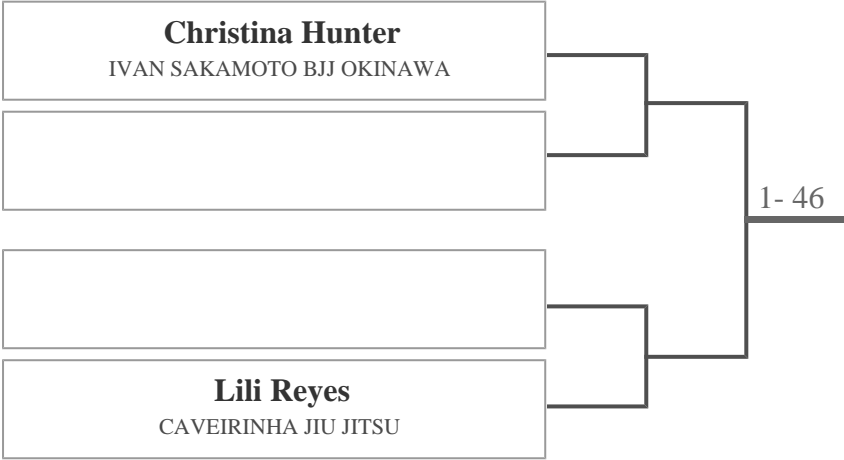 Christina Hunter
IVAN SAKAMOTO BJJ OKINAWA
1- 46
Lili Reyes
CAVEIRINHA JIU JITSU